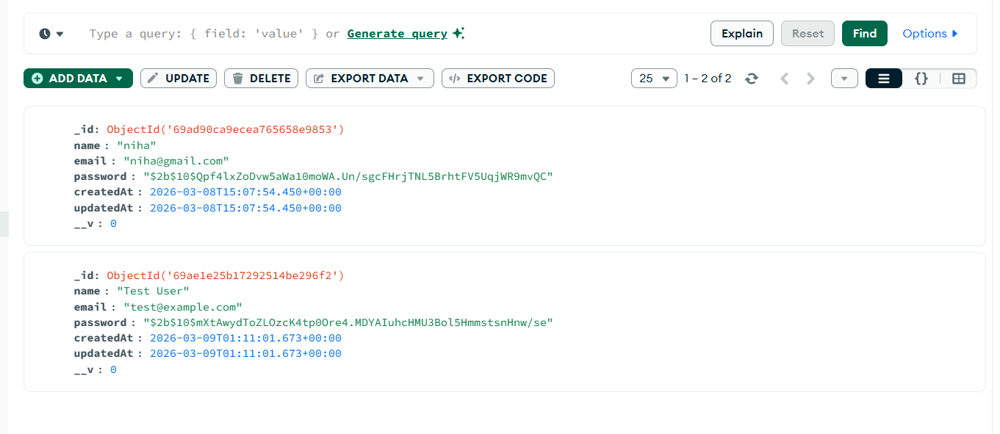 Type a query: { field: 'value' } or Generate query
Explain
Reset
Find
Options
ADD DATA
UPDATE
DELETE
EXPORT DATA
EXPORT CODE
25
1 – 2 of 2
{}
_id: ObjectId('69ad90ca9ecea765658e9853')
name : "niha"
email : "niha@gmail.com"
password : "$2b$10$Qpf4lxZoDvw5aWa10moWA.Un/sgcFHrjTNL5BrhtFV5UqjWR9mvQC"
createdAt : 2026-03-08T15:07:54.450+00:00
updatedAt : 2026-03-08T15:07:54.450+00:00
__v : 0
_id: ObjectId('69ae1e25b17292514be296f2')
name : "Test User"
email : "test@example.com"
password : "$2b$10$mXtAwydToZLOzcK4tp0Ore4.MDYAIuhcHMU3Bol5HmmstsnHnw/se"
createdAt : 2026-03-09T01:11:01.673+00:00
updatedAt : 2026-03-09T01:11:01.673+00:00
__v : 0